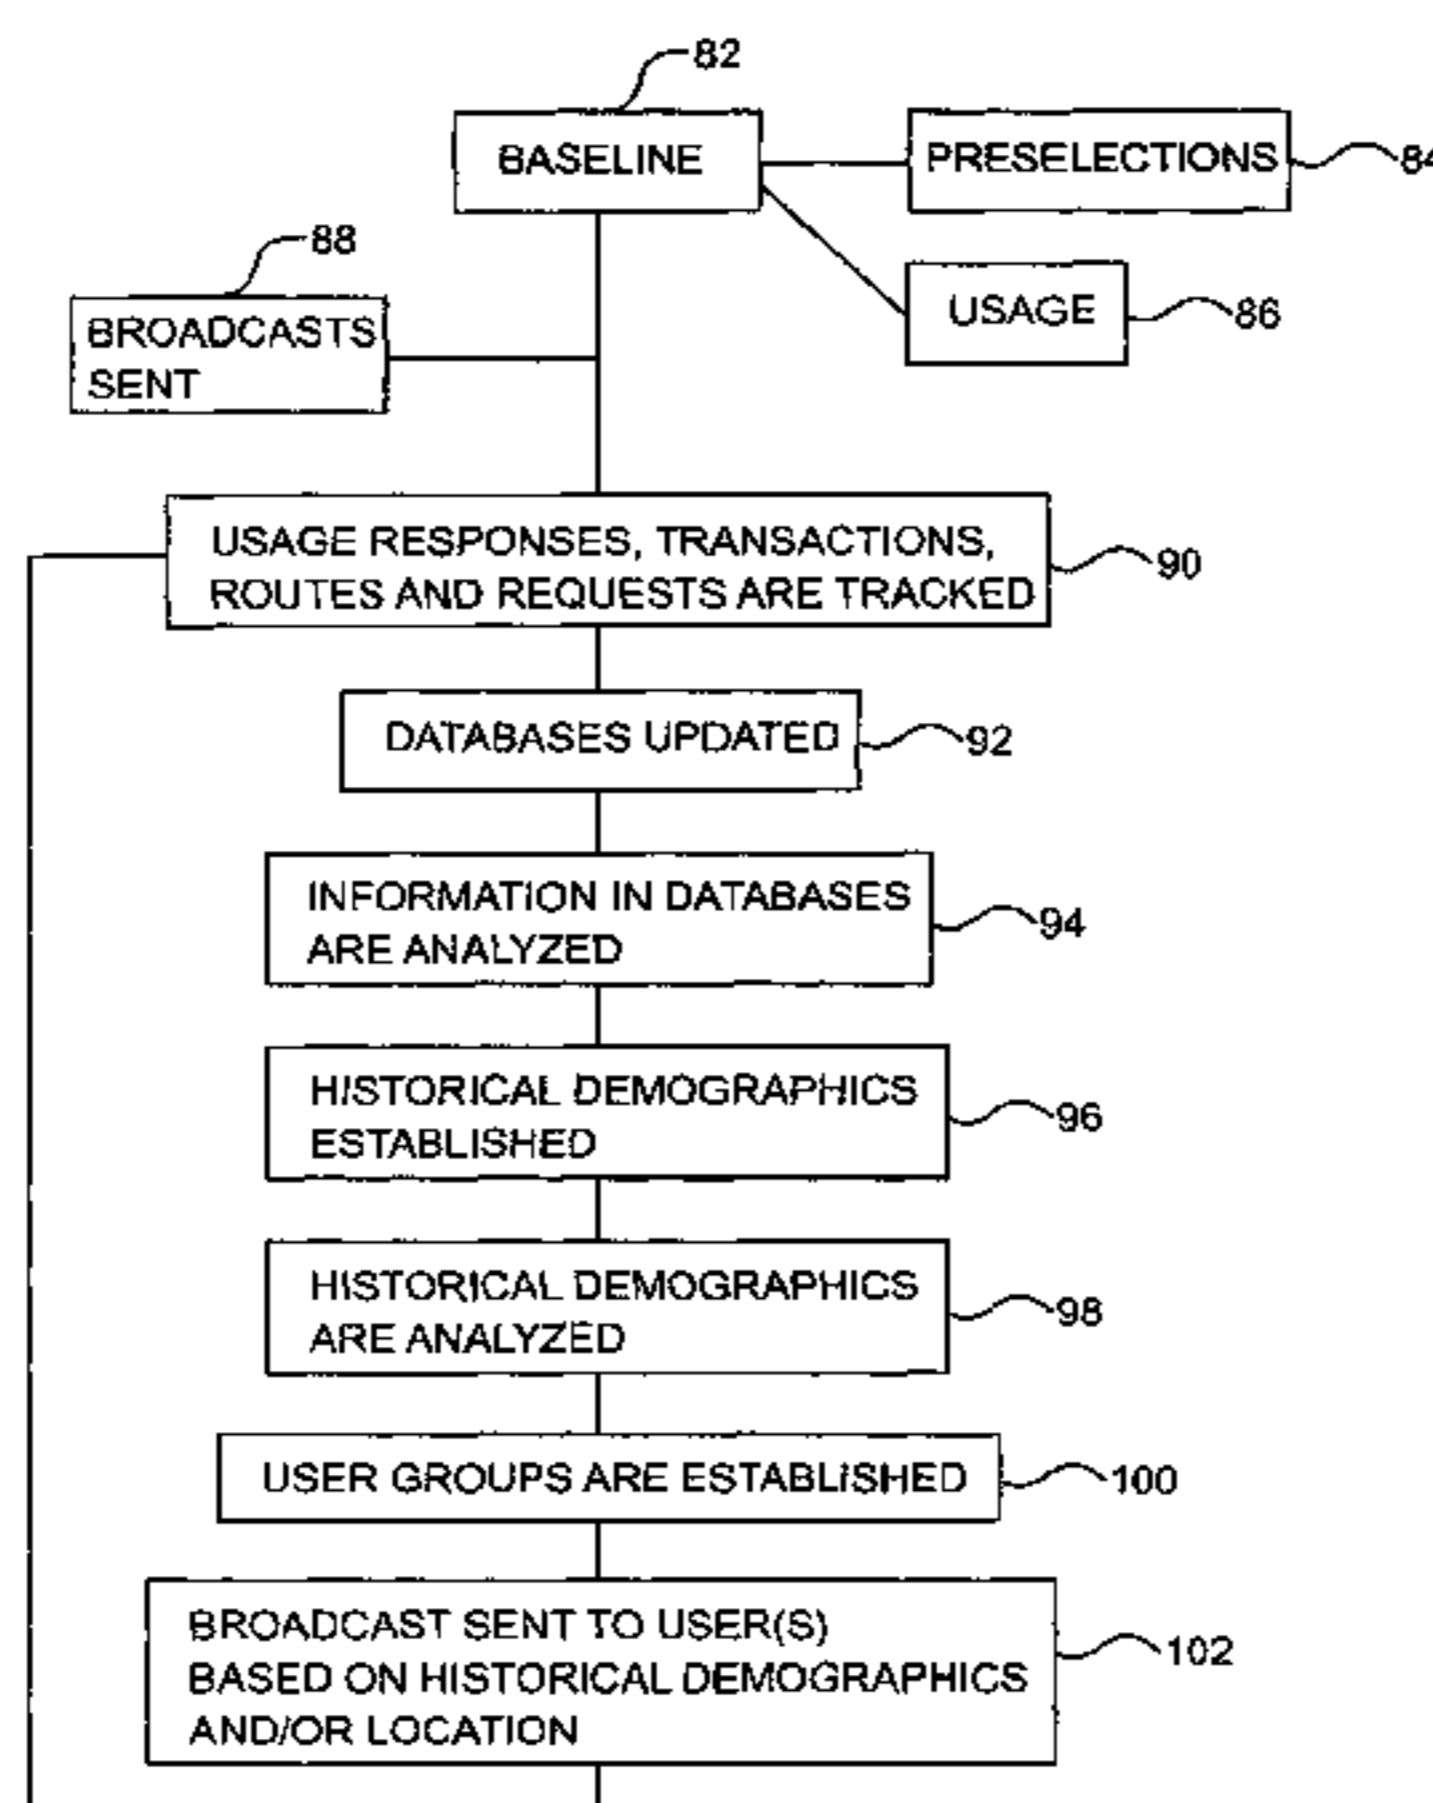 82
BASELINE
PRESELECTIONS
84
88
USAGE
86
BROADCASTS
SENT
USAGE RESPONSES, TRANSACTIONS,
ROUTES AND REQUESTS ARE TRACKED
90
DATABASES UPDATED
92
INFORMATION IN DATABASES
ARE ANALYZED
94
HISTORICAL DEMOGRAPHICS
ESTABLISHED
96
HISTORICAL DEMOGRAPHICS
ARE ANALYZED
98
USER GROUPS ARE ESTABLISHED
100
BROADCAST SENT TO USER(S)
BASED ON HISTORICAL DEMOGRAPHICS
AND/OR LOCATION
102